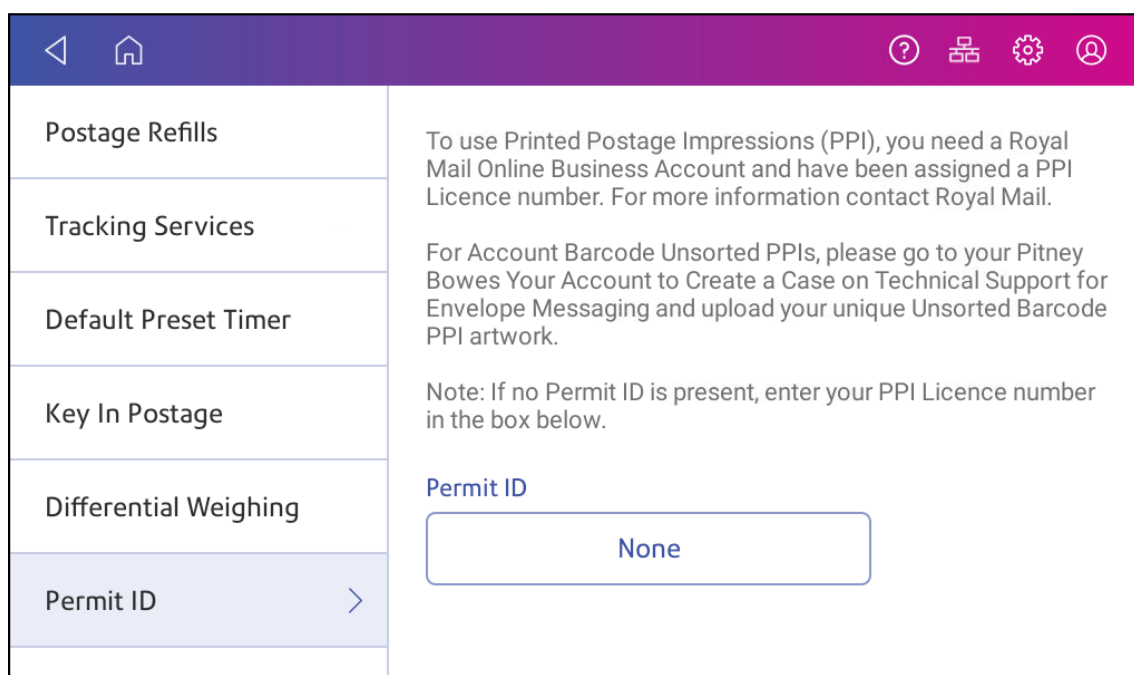 Postage Refills
Tracking Services
Default Preset Timer
Key In Postage
Differential Weighing
Permit ID
To use Printed Postage Impressions (PPI), you need a Royal
Mail Online Business Account and have been assigned a PPI
Licence number. For more information contact Royal Mail.
For Account Barcode Unsorted PPIs, please go to your Pitney
Bowes Your Account to Create a Case on Technical Support for
Envelope Messaging and upload your unique Unsorted Barcode
PPI artwork.
Note: If no Permit ID is present, enter your PPI Licence number
in the box below.
Permit ID
None